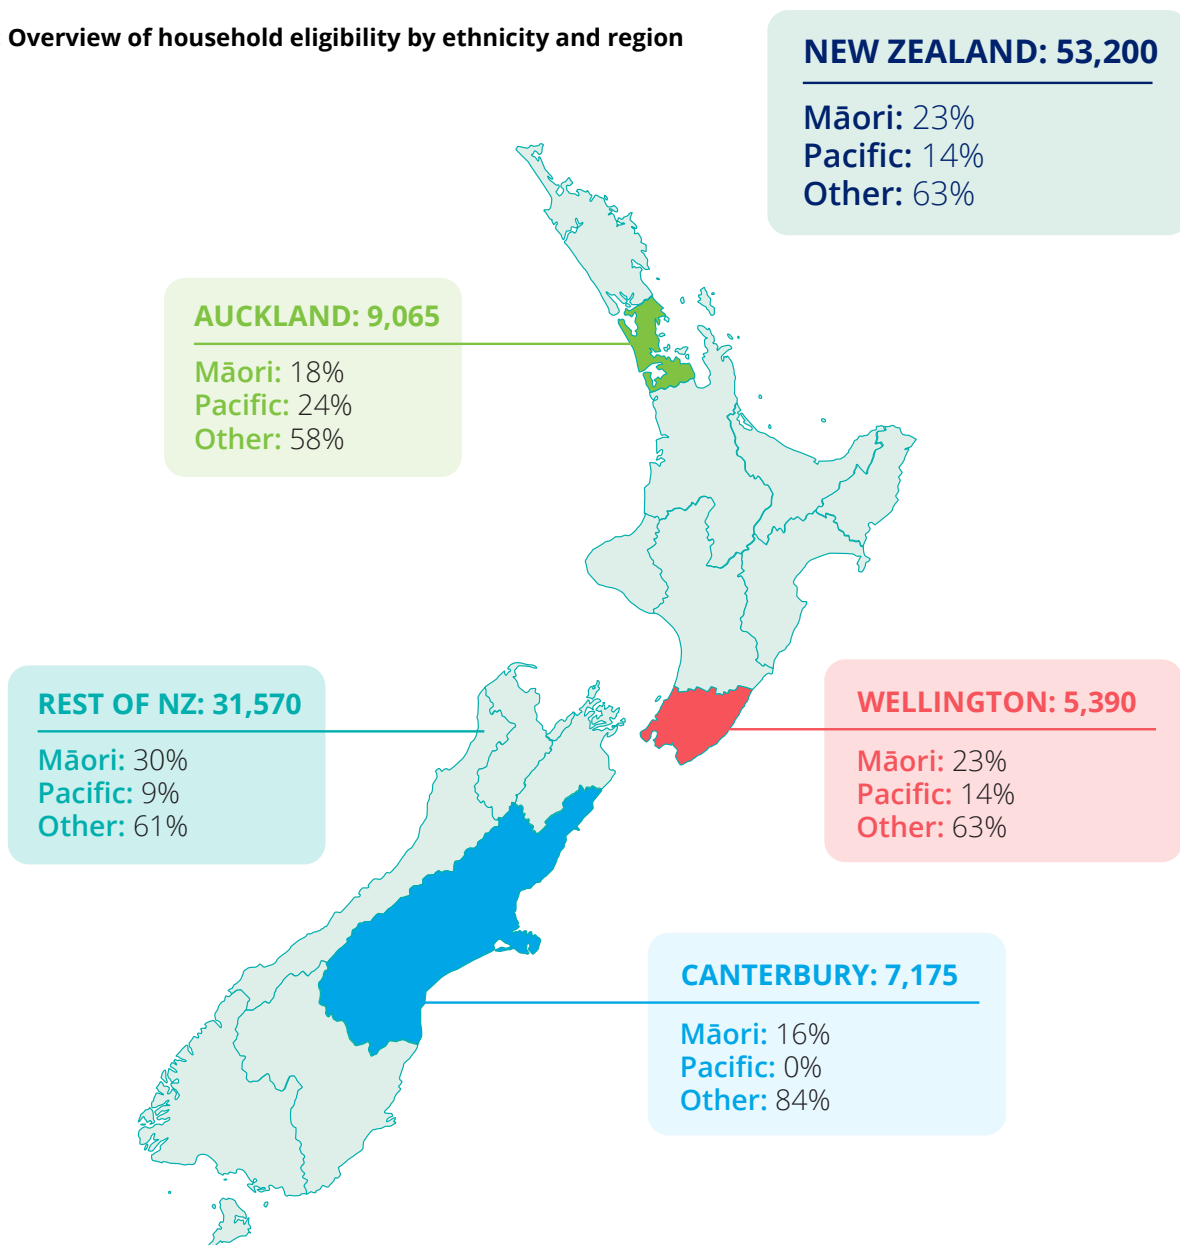 Overview of household eligibility by ethnicity and region
NEW ZEALAND: 53,200
Māori: 23%
Pacific: 14%
Other: 63%
AUCKLAND: 9,065
Māori: 18%
Pacific: 24%
Other: 58%
REST OF NZ: 31,570
Māori: 30%
Pacific: 9%
Other: 61%
WELLINGTON: 5,390
Māori: 23%
Pacific: 14%
Other: 63%
CANTERBURY: 7,175
Māori: 16%
Pacific: 0%
Other: 84%